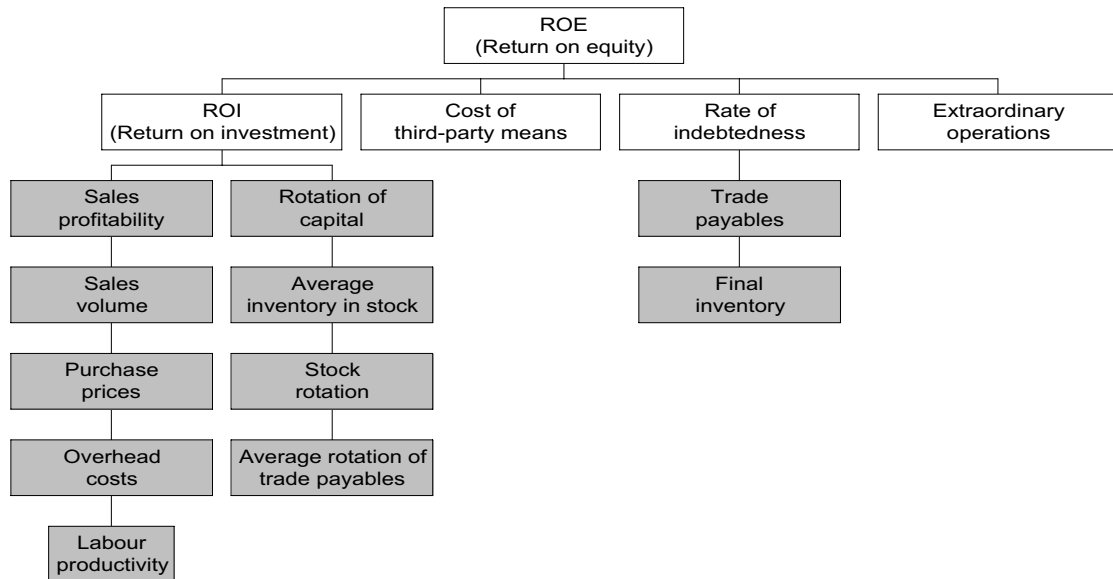 ROE
(Return on equity)
ROI
(Return on investment)
Cost of
third-party means
Rate of
indebtedness
Extraordinary
operations
Sales
profitability
Rotation of
capital
Trade
payables
Sales
volume
Average
inventory in stock
Final
inventory
Purchase
prices
Stock
rotation
Overhead
costs
Average rotation of
trade payables
Labour
productivity